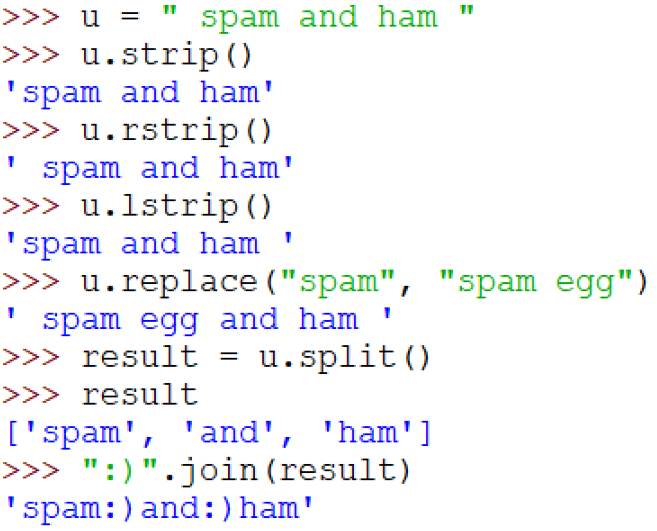 >>> u = " spam and ham "
>>> u.strip()
'spam and ham'
>>> u.rstrip()
' spam and ham'
>>> u.lstrip()
'spam and ham '
>>> u.replace("spam", "spam egg")
' spam egg and ham '
>>> result = u.split()
>>> result
['spam', 'and', 'ham']
>>> ":)".join(result)
'spam:)and:)ham'